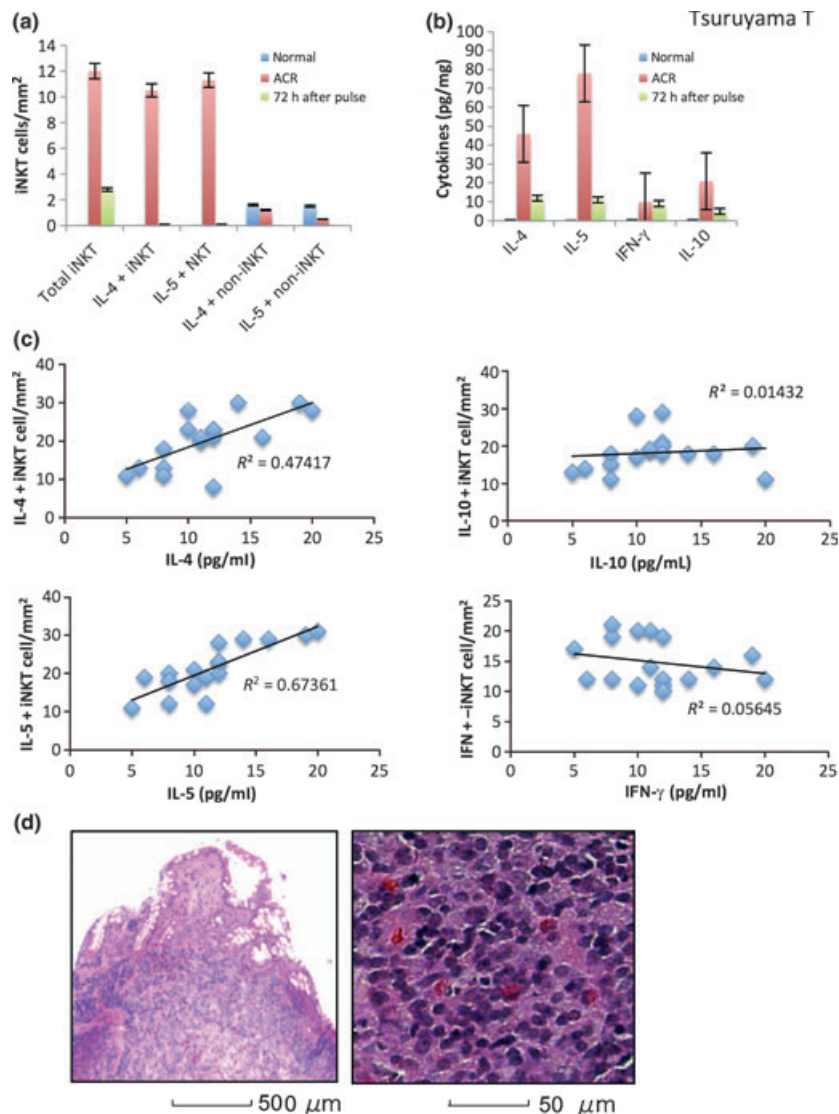 Tsuruyama T
(a)
iNKT cells/mm²
14
12
10
8
6
4
2
0
Normal
ACR
72 h after pulse
Total iNKT
IL-4 + iNKT
IL-5 + NKT
IL-4 + non-iNKT
IL-5 + non-iNKT
(b)
Cytokines (pg/mg)
100
90
80
70
60
50
40
30
20
10
0
Normal
ACR
72 h after pulse
IL-4
IL-5
IFN-γ
IL-10
(c)
IL-4 + iNKT cell/mm²
40
30
20
10
0
R² = 0.47417
0 5 10 15 20 25
IL-4 (pg/ml)
IL-10 + iNKT cell/mm²
40
30
20
10
0
R² = 0.01432
0 5 10 15 20 25
IL-10 (pg/mL)
IL-5 + iNKT cell/mm²
40
30
20
10
0
R² = 0.67361
0 5 10 15 20 25
IL-5 (pg/ml)
IFN + –iNKT cell/mm²
25
20
15
10
5
0
R² = 0.05645
0 5 10 15 20 25
IFN-γ (pg/ml)
(d)
500 μm
50 μm